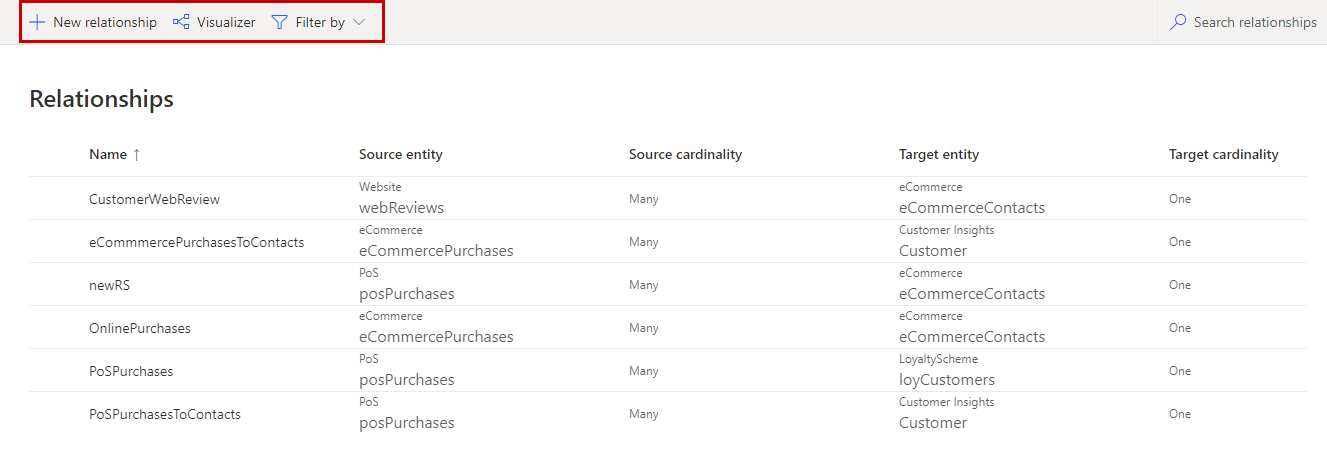 New relationship Visualizer Filter by Search relationships
Relationships
Name ↑ Source entity Source cardinality Target entity Target cardinality
Website eCommerce
CustomerWebReview webReviews Many eCommerceContacts One
eCommerce Customer Insights
eCommmercePurchasesToContacts eCommercePurchases Many Customer One
PoS eCommerce
newRS posPurchases Many eCommerceContacts One
eCommerce eCommerce
OnlinePurchases eCommercePurchases Many eCommerceContacts One
PoS LoyaltyScheme
PoSPurchases posPurchases Many loyCustomers One
PoS Customer Insights
PoSPurchasesToContacts posPurchases Many Customer One